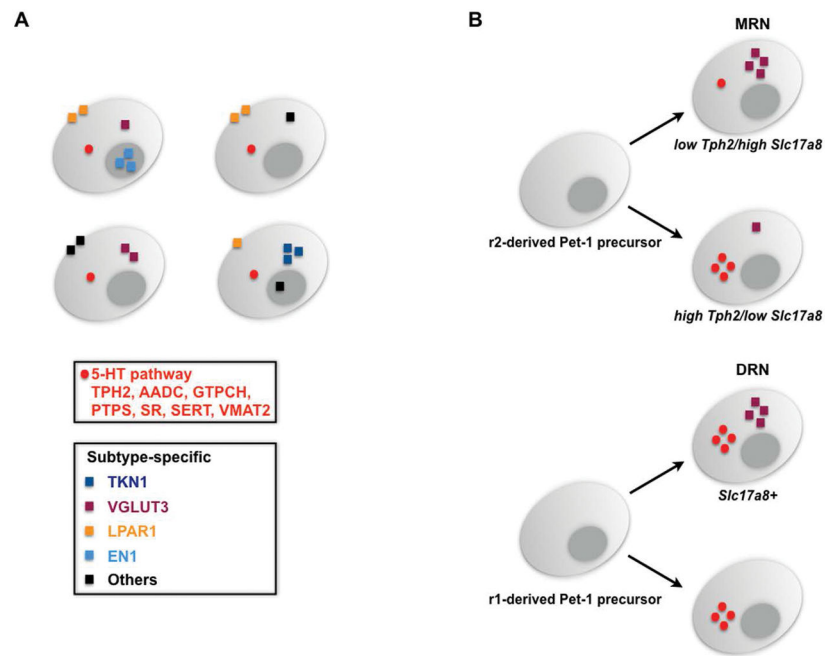 A
5-HT pathway
TPH2, AADC, GTPCH,
PTPS, SR, SERT, VMAT2
Subtype-specific
TKN1
VGLUT3
LPAR1
EN1
Others
B
MRN
low Tph2/high Slc17a8
r2-derived Pet-1 precursor
high Tph2/low Slc17a8
DRN
Slc17a8+
r1-derived Pet-1 precursor